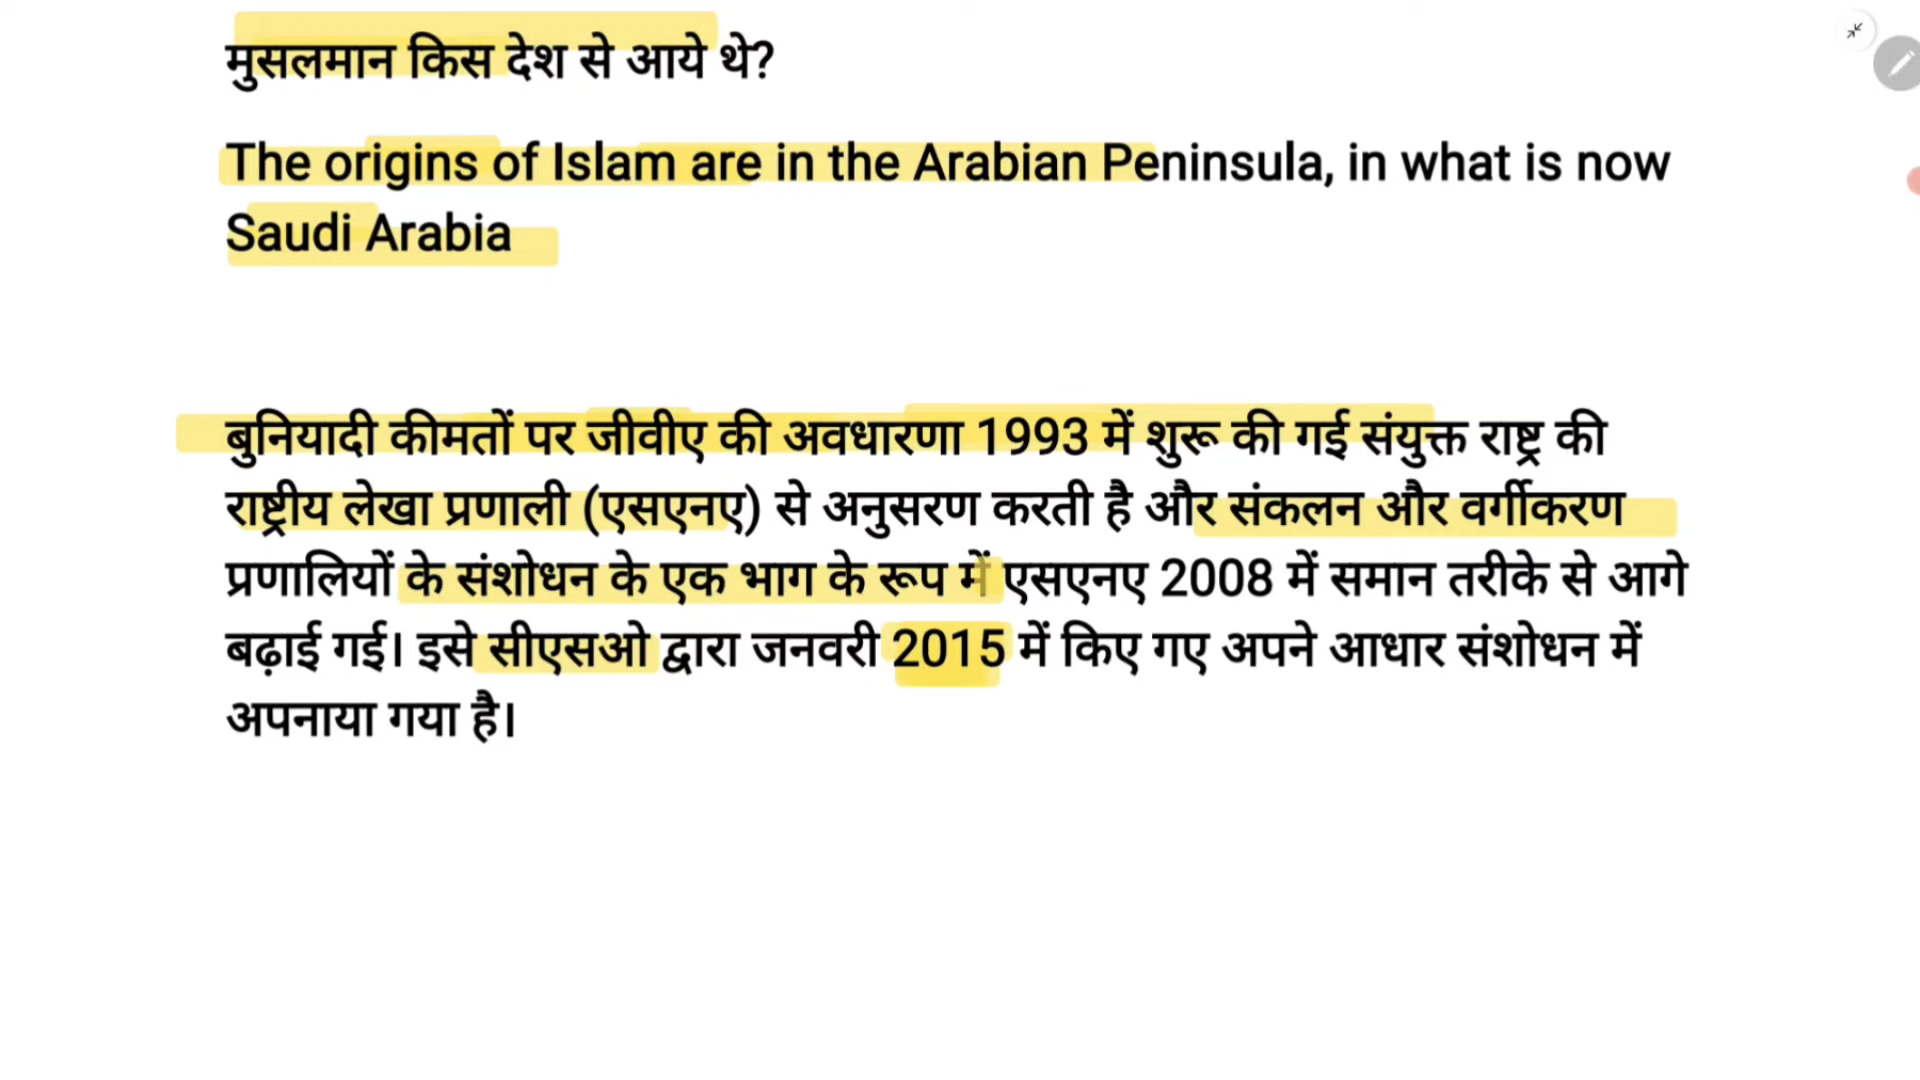 मुसलमान किस देश से आये थे?
The origins of Islam are in the Arabian Peninsula, in what is now
Saudi Arabia
बुनियादी कीमतों पर जीवीए की अवधारणा 1993 में शुरू की गई संयुक्त राष्ट्र की
राष्ट्रीय लेखा प्रणाली (एसएनए) से अनुसरण करती है और संकलन और वर्गीकरण
प्रणालियों के संशोधन के एक भाग के रूप में एसएनए 2008 में समान तरीके से आगे
बढ़ाई गई। इसे सीएसओ द्वारा जनवरी 2015 में किए गए अपने आधार संशोधन में
अपनाया गया है।